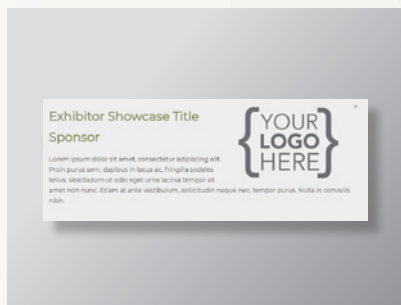 Exhibitor Showcase Title
Sponsor
Lorem ipsum dolor sit amet, consectetur adipiscing elit.
Proin purus sem, dapibus in lacus ac, fringilla sodales
tellus. Vestibulum ut odio eget urna lacinia tempor sit
amet non nunc. Etiam at ante vestibulum, sollicitudin neque nec, tempor purus. Nulla in convallis
nibh.
YOUR
LOGO
HERE
×